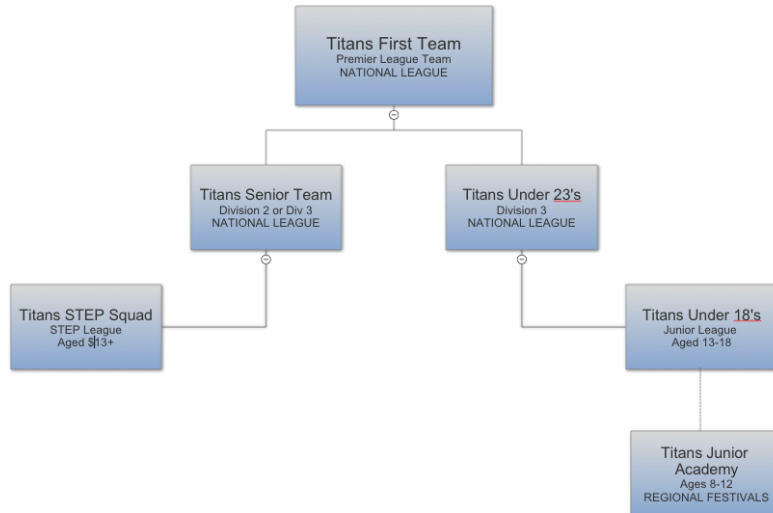 Titans First Team
Premier League Team
NATIONAL LEAGUE
Titans Senior Team
Division 2 or Div 3
NATIONAL LEAGUE
Titans Under 23's
Division 3
NATIONAL LEAGUE
Titans STEP Squad
STEP League
Aged $13+
Titans Under 18's
Junior League
Aged 13-18
Titans Junior
Academy
Ages 8-12
REGIONAL FESTIVALS